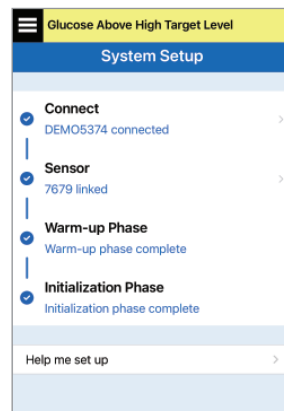 Glucose Above High Target Level
System Setup
Connect
DEMO5374 connected
Sensor
7679 linked
Warm-up Phase
Warm-up phase complete
Initialization Phase
Initialization phase complete
Help me set up